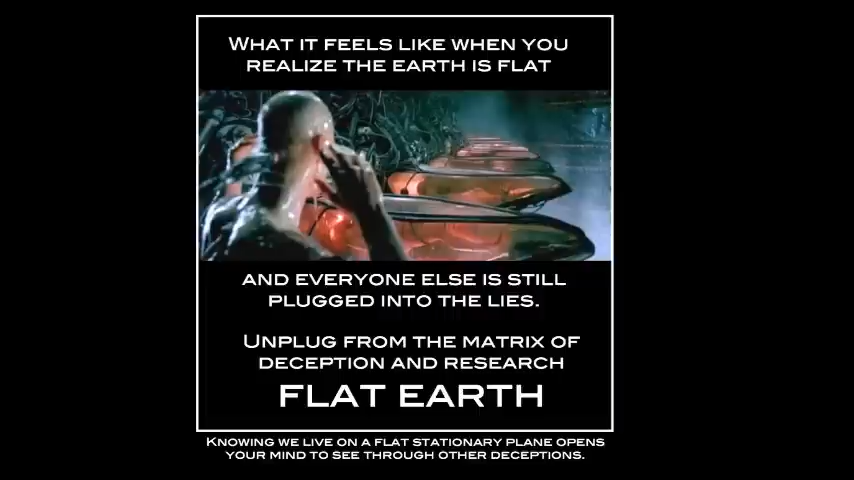 WHAT IT FEELS LIKE WHEN YOU
REALIZE THE EARTH IS FLAT
AND EVERYONE ELSE IS STILL
PLUGGED INTO THE LIES.
UNPLUG FROM THE MATRIX OF
DECEPTION AND RESEARCH
FLAT EARTH
KNOWING WE LIVE ON A FLAT STATIONARY PLANE OPENS
YOUR MIND TO SEE THROUGH OTHER DECEPTIONS.